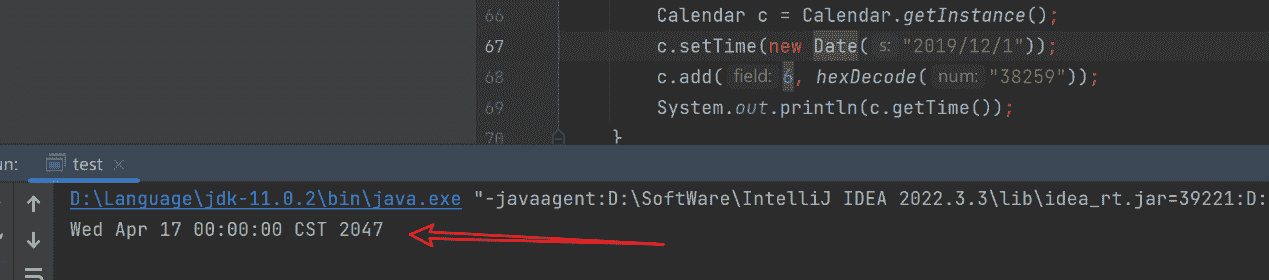 66 Calendar c = Calendar.getInstance();
67 c.setTime(new Date( s: "2019/12/1"));
68 c.add( field: 6, hexDecode( num: "38259"));
69 System.out.println(c.getTime());
70 }
un: test ×
D:\Language\jdk-11.0.2\bin\java.exe "-javaagent:D:\SoftWare\IntelliJ IDEA 2022.3.3\lib\idea_rt.jar=39221:D:
Wed Apr 17 00:00:00 CST 2047